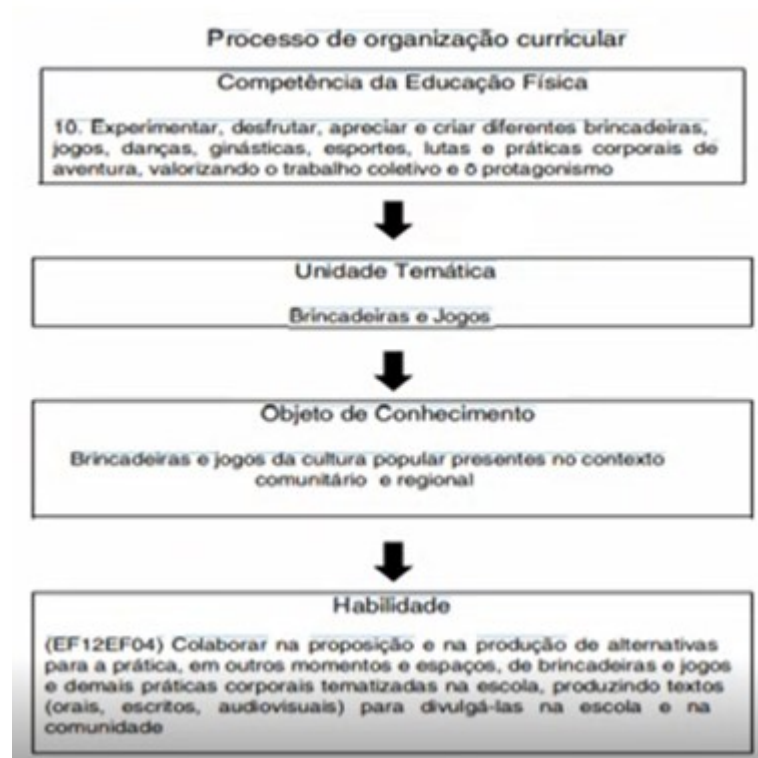 Processo de organização curricular
Competência da Educação Física
10. Experimentar, desfrutar, apreciar e criar diferentes brincadeiras,
jogos, danças, ginásticas, esportes, lutas e práticas corporais de
aventura, valorizando o trabalho coletivo e o protagonismo
Unidade Temática
Brincadeiras e Jogos
Objeto de Conhecimento
Brincadeiras e jogos da cultura popular presentes no contexto
comunitário e regional
Habilidade
(EF12EF04) Colaborar na proposição e na produção de alternativas
para a prática, em outros momentos e espaços, de brincadeiras e jogos
e demais práticas corporais tematizadas na escola, produzindo textos
(orais, escritos, audiovisuais) para divulgá-las na escola e na
comunidade